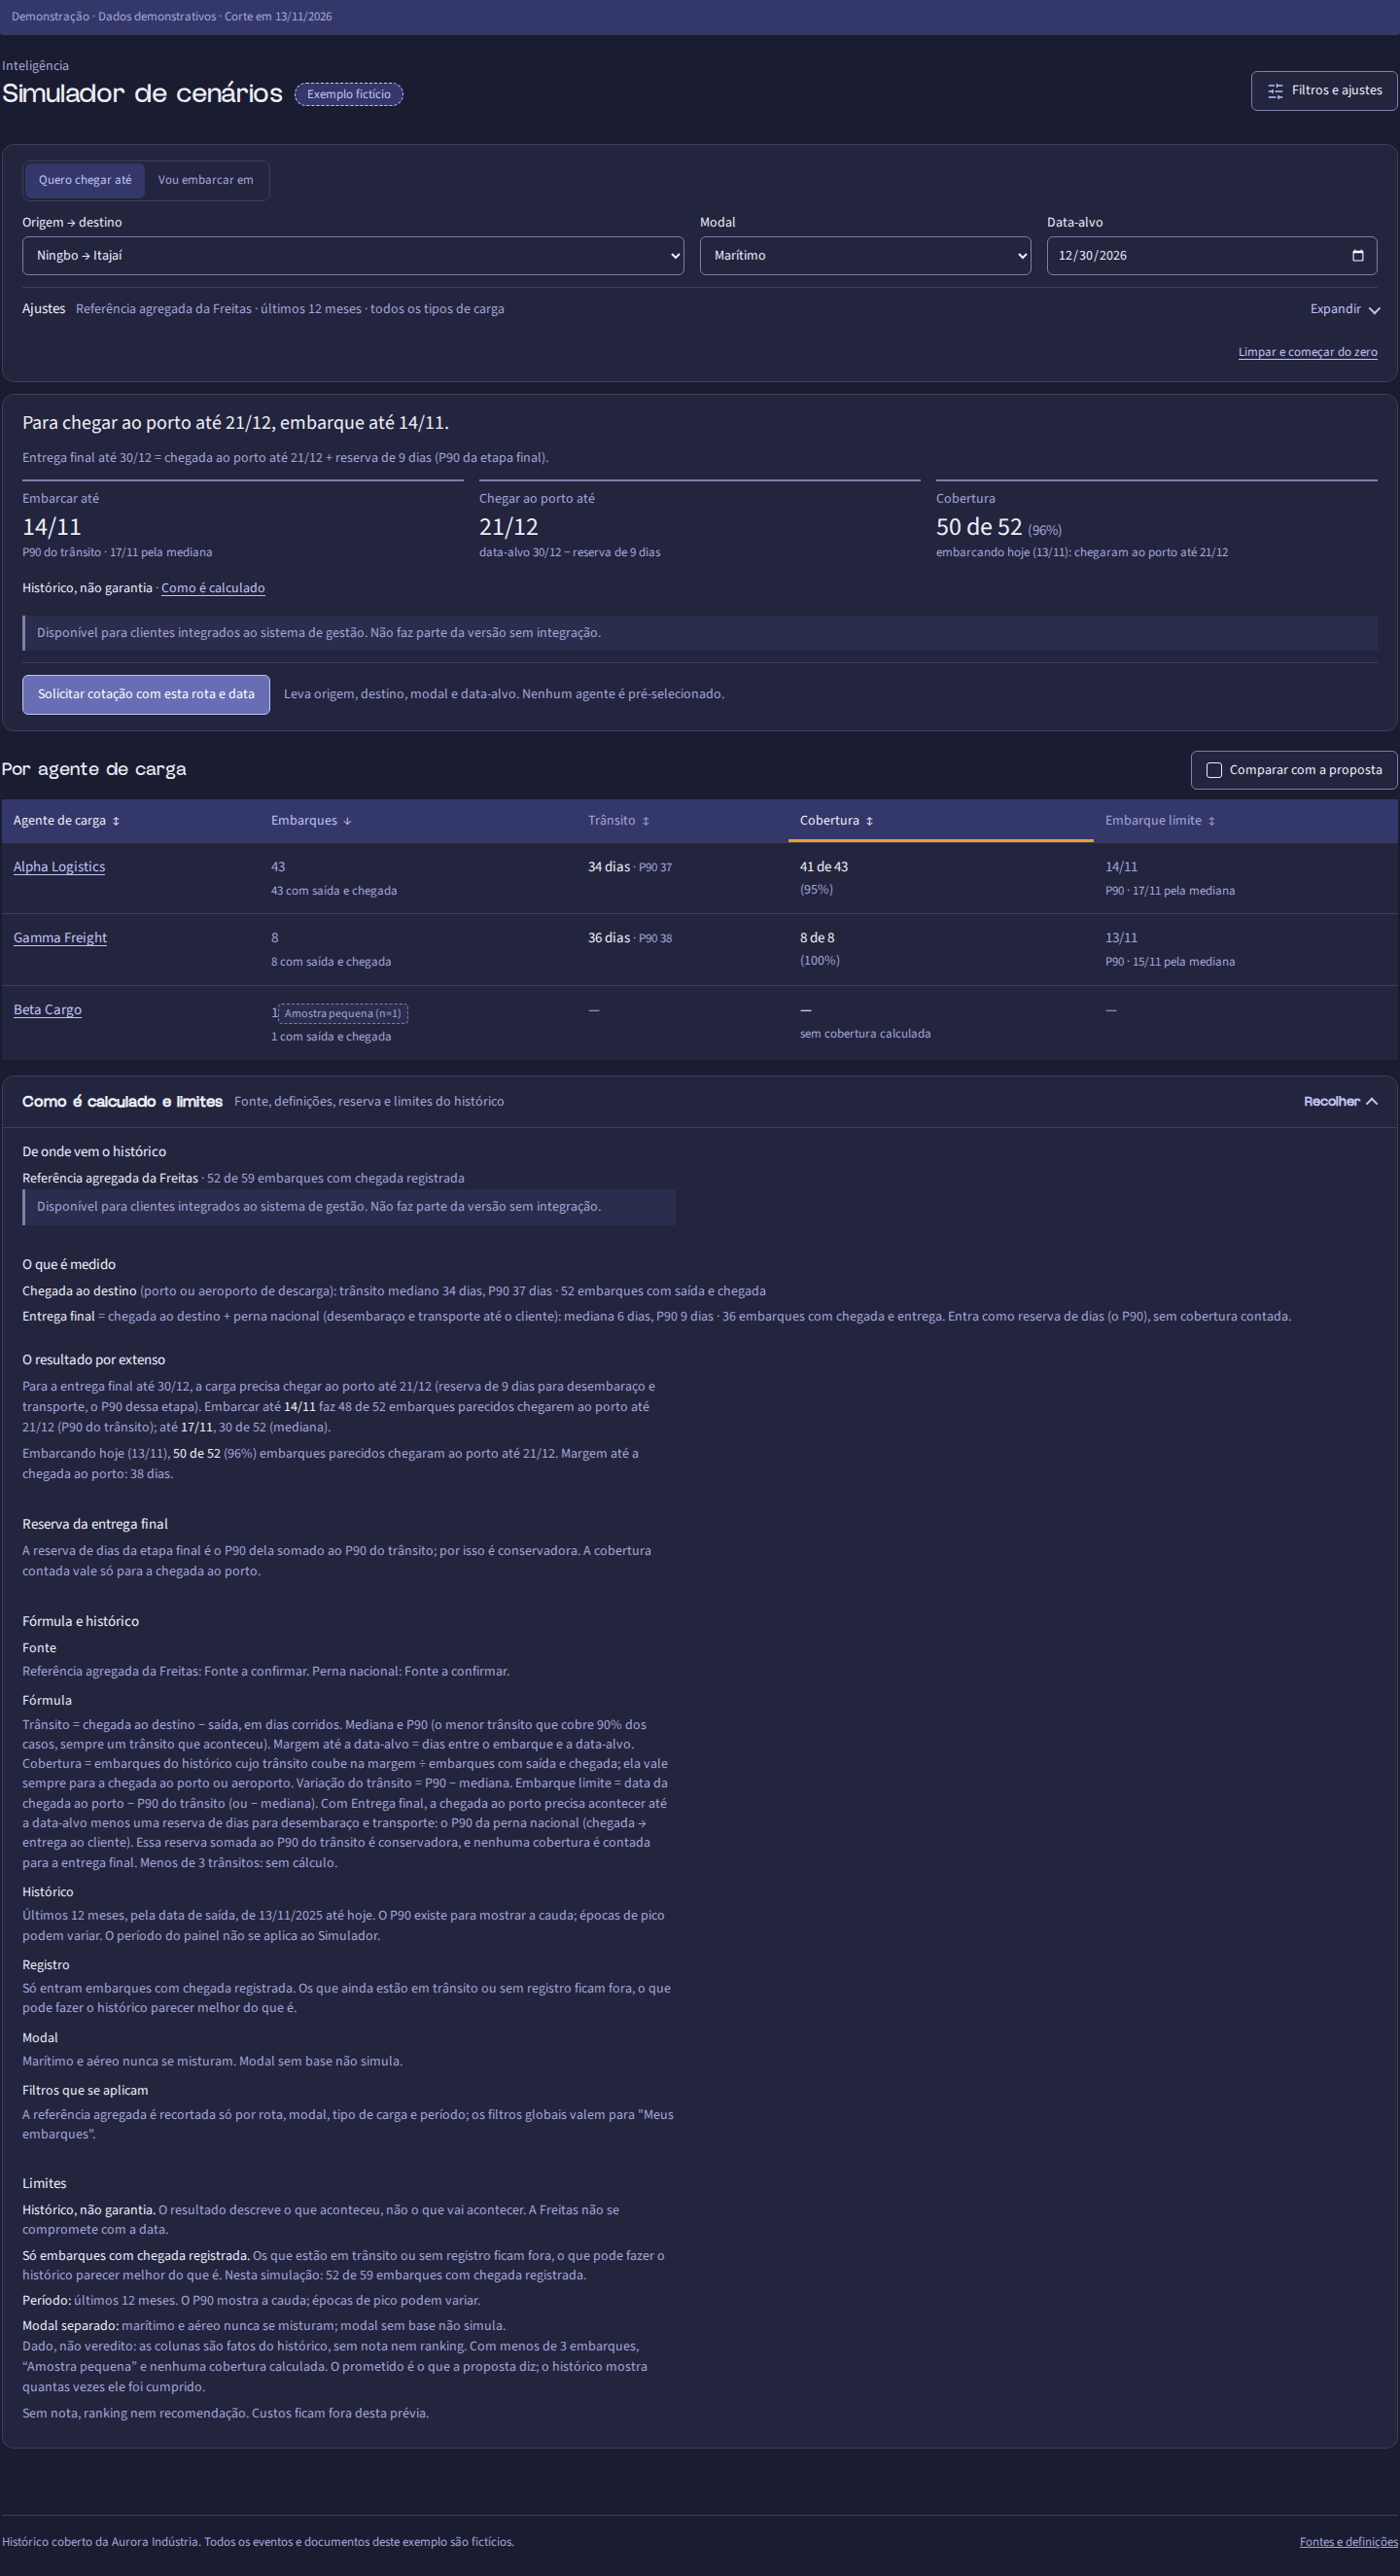 Demonstração · Dados demonstrativos · Corte em 13/11/2026
Inteligência
Simulador de cenários Exemplo fictício
Filtros e ajustes
Quero chegar até Vou embarcar em
Origem → destino Modal Data-alvo
Ningbo → Itajaí Marítimo 12/30/2026
Ajustes Referência agregada da Freitas · últimos 12 meses · todos os tipos de carga Expandir
Limpar e começar do zero
Para chegar ao porto até 21/12, embarque até 14/11.
Entrega final até 30/12 = chegada ao porto até 21/12 + reserva de 9 dias (P90 da etapa final).
Embarcar até Chegar ao porto até Cobertura
14/11 21/12 50 de 52 (96%)
P90 do trânsito · 17/11 pela mediana data-alvo 30/12 − reserva de 9 dias embarcando hoje (13/11): chegaram ao porto até 21/12
Histórico, não garantia · Como é calculado
Disponível para clientes integrados ao sistema de gestão. Não faz parte da versão sem integração.
Solicitar cotação com esta rota e data Leva origem, destino, modal e data-alvo. Nenhum agente é pré-selecionado.
Por agente de carga Comparar com a proposta
Agente de carga ↕ Embarques ↓ Trânsito ↕ Cobertura ↕ Embarque limite ↕
Alpha Logistics 43 34 dias · P90 37 41 de 43 14/11
43 com saída e chegada (95%) P90 · 17/11 pela mediana
Gamma Freight 8 36 dias · P90 38 8 de 8 13/11
8 com saída e chegada (100%) P90 · 15/11 pela mediana
Beta Cargo 1 Amostra pequena (n=1) — — —
1 com saída e chegada sem cobertura calculada
Como é calculado e limites Fonte, definições, reserva e limites do histórico Recolher
De onde vem o histórico
Referência agregada da Freitas · 52 de 59 embarques com chegada registrada
Disponível para clientes integrados ao sistema de gestão. Não faz parte da versão sem integração.
O que é medido
Chegada ao destino (porto ou aeroporto de descarga): trânsito mediano 34 dias, P90 37 dias · 52 embarques com saída e chegada
Entrega final = chegada ao destino + perna nacional (desembaraço e transporte até o cliente): mediana 6 dias, P90 9 dias · 36 embarques com chegada e entrega. Entra como reserva de dias (o P90), sem cobertura contada.
O resultado por extenso
Para a entrega final até 30/12, a carga precisa chegar ao porto até 21/12 (reserva de 9 dias para desembaraço e
transporte, o P90 dessa etapa). Embarcar até 14/11 faz 48 de 52 embarques parecidos chegarem ao porto até
21/12 (P90 do trânsito); até 17/11, 30 de 52 (mediana).
Embarcando hoje (13/11), 50 de 52 (96%) embarques parecidos chegaram ao porto até 21/12. Margem até a
chegada ao porto: 38 dias.
Reserva da entrega final
A reserva de dias da etapa final é o P90 dela somado ao P90 do trânsito; por isso é conservadora. A cobertura
contada vale só para a chegada ao porto.
Fórmula e histórico
Fonte
Referência agregada da Freitas: Fonte a confirmar. Perna nacional: Fonte a confirmar.
Fórmula
Trânsito = chegada ao destino − saída, em dias corridos. Mediana e P90 (o menor trânsito que cobre 90% dos
casos, sempre um trânsito que aconteceu). Margem até a data-alvo = dias entre o embarque e a data-alvo.
Cobertura = embarques do histórico cujo trânsito coube na margem ÷ embarques com saída e chegada; ela vale
sempre para a chegada ao porto ou aeroporto. Variação do trânsito = P90 − mediana. Embarque limite = data da
chegada ao porto − P90 do trânsito (ou − mediana). Com Entrega final, a chegada ao porto precisa acontecer até
a data-alvo menos uma reserva de dias para desembaraço e transporte: o P90 da perna nacional (chegada →
entrega ao cliente). Essa reserva somada ao P90 do trânsito é conservadora, e nenhuma cobertura é contada
para a entrega final. Menos de 3 trânsitos: sem cálculo.
Histórico
Últimos 12 meses, pela data de saída, de 13/11/2025 até hoje. O P90 existe para mostrar a cauda; épocas de pico
podem variar. O período do painel não se aplica ao Simulador.
Registro
Só entram embarques com chegada registrada. Os que ainda estão em trânsito ou sem registro ficam fora, o que
pode fazer o histórico parecer melhor do que é.
Modal
Marítimo e aéreo nunca se misturam. Modal sem base não simula.
Filtros que se aplicam
A referência agregada é recortada só por rota, modal, tipo de carga e período; os filtros globais valem para "Meus
embarques".
Limites
Histórico, não garantia. O resultado descreve o que aconteceu, não o que vai acontecer. A Freitas não se
compromete com a data.
Só embarques com chegada registrada. Os que estão em trânsito ou sem registro ficam fora, o que pode fazer o
histórico parecer melhor do que é. Nesta simulação: 52 de 59 embarques com chegada registrada.
Período: últimos 12 meses. O P90 mostra a cauda; épocas de pico podem variar.
Modal separado: marítimo e aéreo nunca se misturam; modal sem base não simula.
Dado, não veredito: as colunas são fatos do histórico, sem nota nem ranking. Com menos de 3 embarques,
“Amostra pequena” e nenhuma cobertura calculada. O prometido é o que a proposta diz; o histórico mostra
quantas vezes ele foi cumprido.
Sem nota, ranking nem recomendação. Custos ficam fora desta prévia.
Histórico coberto da Aurora Indústria. Todos os eventos e documentos deste exemplo são fictícios. Fontes e definições